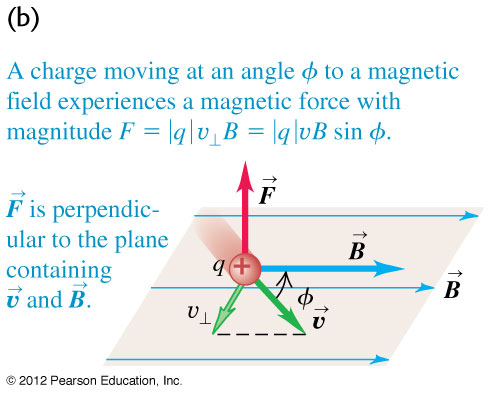 (b)
A charge moving at an angle ϕ to a magnetic
field experiences a magnetic force with
magnitude F = |q|v⊥B = |q|vB sin ϕ.
F⃗ is perpendic-
ular to the plane
containing
v⃗ and B⃗.
F⃗
B⃗
q
B⃗
ϕ
v⊥
v⃗
© 2012 Pearson Education, Inc.